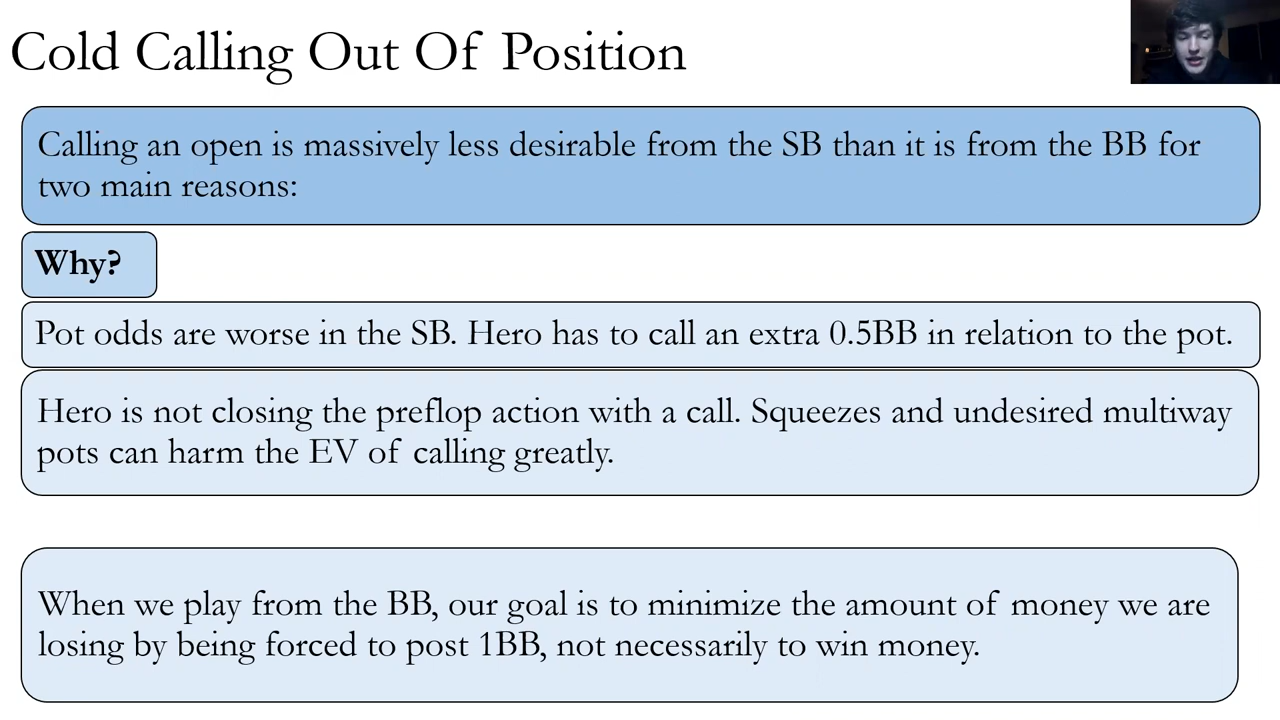 Cold Calling Out Of Position
Calling an open is massively less desirable from the SB than it is from the BB for
two main reasons:
Why?
Pot odds are worse in the SB. Hero has to call an extra 0.5BB in relation to the pot.
Hero is not closing the preflop action with a call. Squeezes and undesired multiway
pots can harm the EV of calling greatly.
When we play from the BB, our goal is to minimize the amount of money we are
losing by being forced to post 1BB, not necessarily to win money.